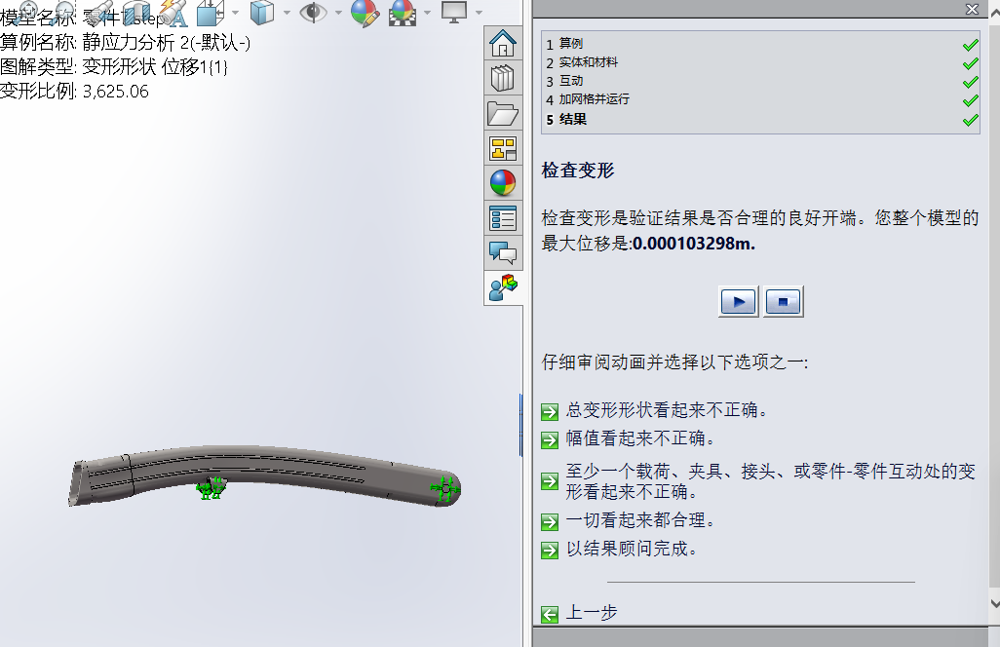 模型名称: 零件7.step
算例名称: 静应力分析 2(-默认-)
图解类型: 变形形状 位移1{1}
变形比例: 3,625.06
1 算例
2 实体和材料
3 互动
4 加网格并运行
5 结果
检查变形
检查变形是验证结果是否合理的良好开端。您整个模型的
最大位移是:0.000103298m.
仔细审阅动画并选择以下选项之一:
总变形形状看起来不正确。
幅值看起来不正确。
至少一个载荷、夹具、接头、或零件-零件互动处的变
形看起来不正确。
一切看起来都合理。
以结果顾问完成。
上一步